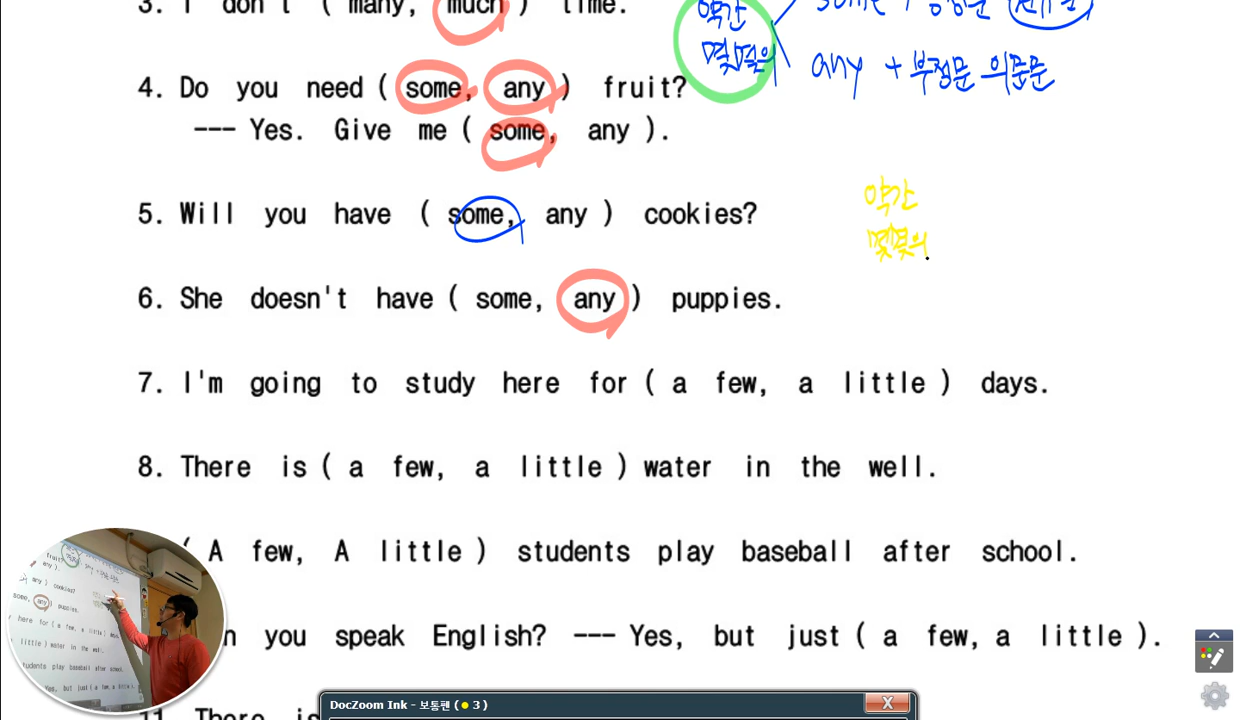 3. I don't ( many, much ) time.
약간
some + 긍정문
몇몇의
any + 부정문 의문문
4. Do you need ( some, any ) fruit?
--- Yes. Give me ( some, any ).
약간
몇몇의
5. Will you have ( some, any ) cookies?
6. She doesn't have ( some, any ) puppies.
7. I'm going to study here for ( a few, a little ) days.
8. There is ( a few, a little ) water in the well.
( A few, A little ) students play baseball after school.
you speak English? --- Yes, but just ( a few, a little ).
11. There is
DocZoom Ink - 보통펜 ( 3 )
X